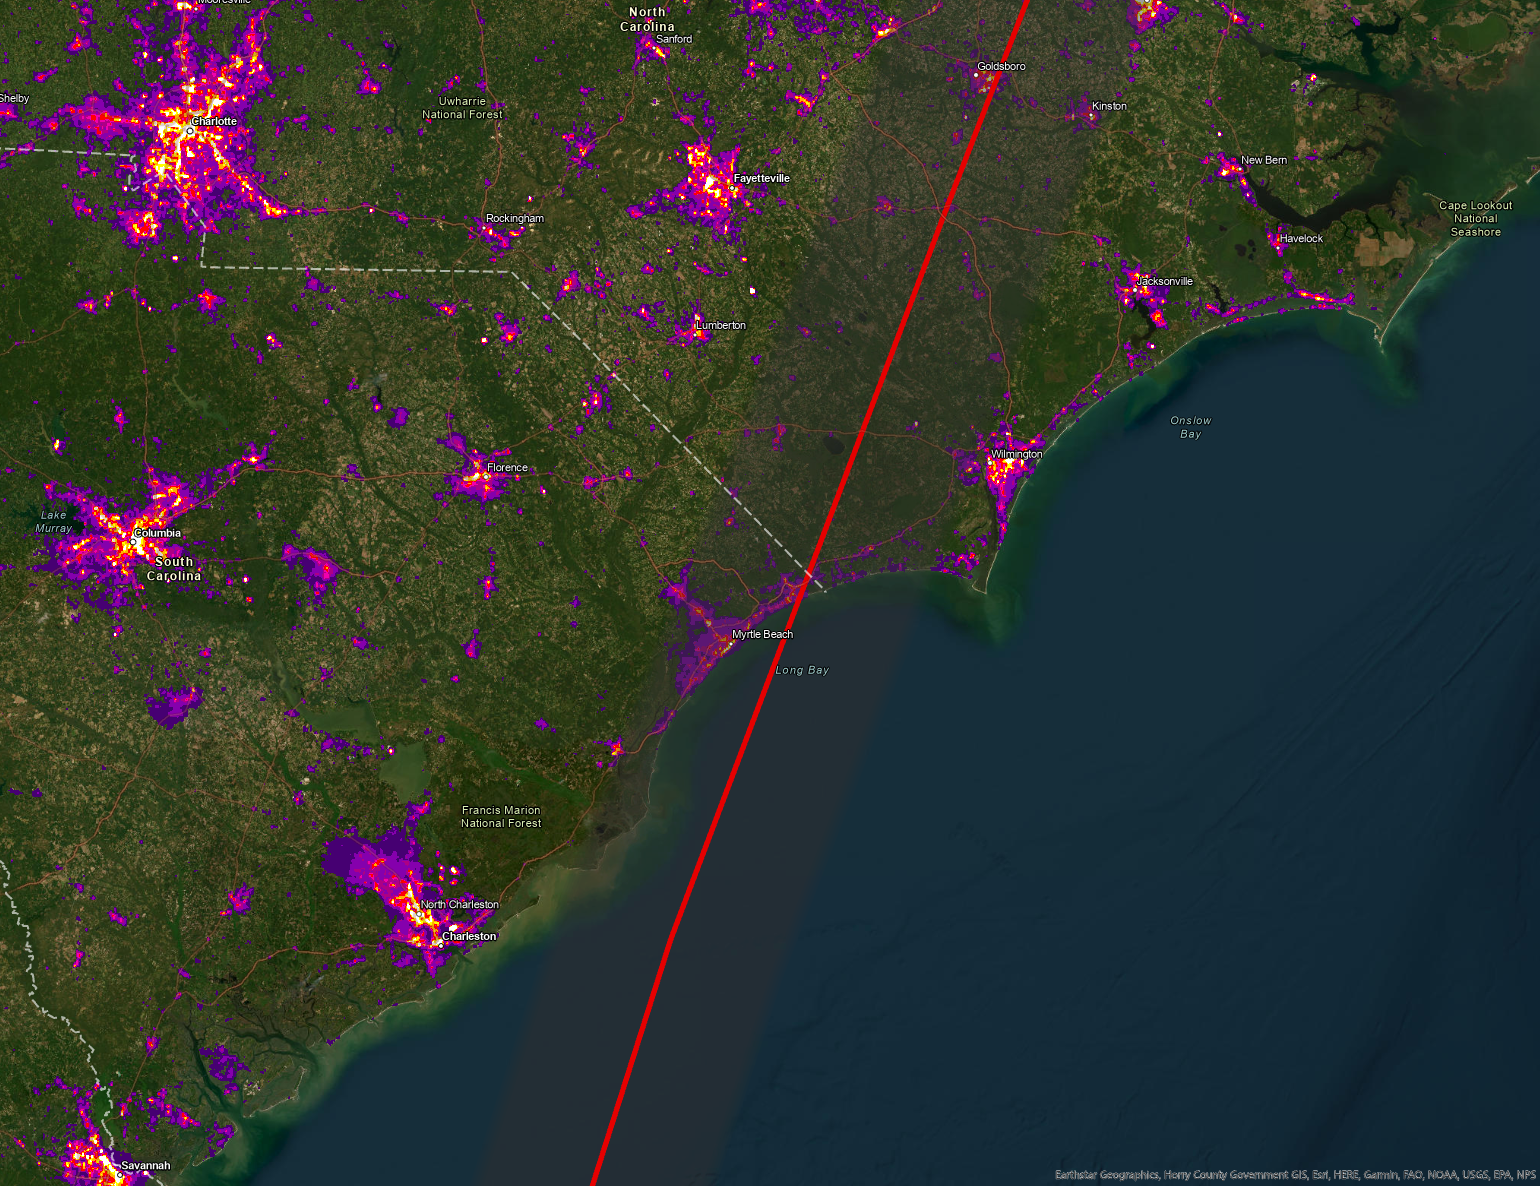 Mooresville
North
Carolina
Sanford
Goldsboro
Shelby
Uwharrie
National Forest
Kinston
Charlotte
New Bern
Fayetteville
Cape Lookout
National
Seashore
Rockingham
Havelock
Jacksonville
Lumberton
Onslow
Bay
Wilmington
Florence
Lake
Murray
Columbia
South
Carolina
Myrtle Beach
Long Bay
Francis Marion
National Forest
North Charleston
Charleston
Savannah
Earthstar Geographics, Horry County Government GIS, Esri, HERE, Garmin, FAO, NOAA, USGS, EPA, NPS